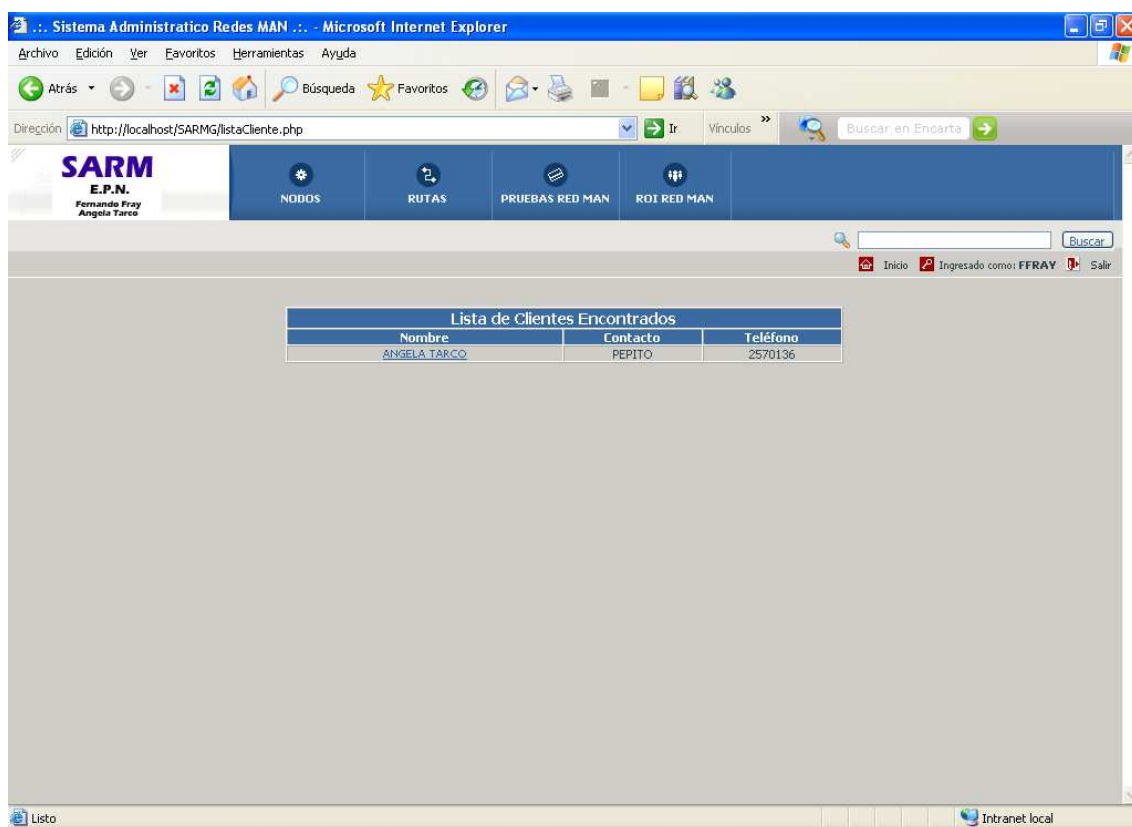 .:. Sistema Administratico Redes MAN .:. - Microsoft Internet Explorer
Archivo Edición Ver Favoritos Herramientas Ayuda
Atrás Búsqueda Favoritos
Dirección http://localhost/SARMG/listaCliente.php Ir Vínculos » Buscar en Encarta
SARM
E.P.N.
Fernando Fray
Angela Tarco
NODOS RUTAS PRUEBAS RED MAN ROI RED MAN
Buscar
Inicio Ingresado como: FFRAY Salir
Lista de Clientes Encontrados
Nombre Contacto Teléfono
ANGELA TARCO PEPITO 2570136
Listo Intranet local